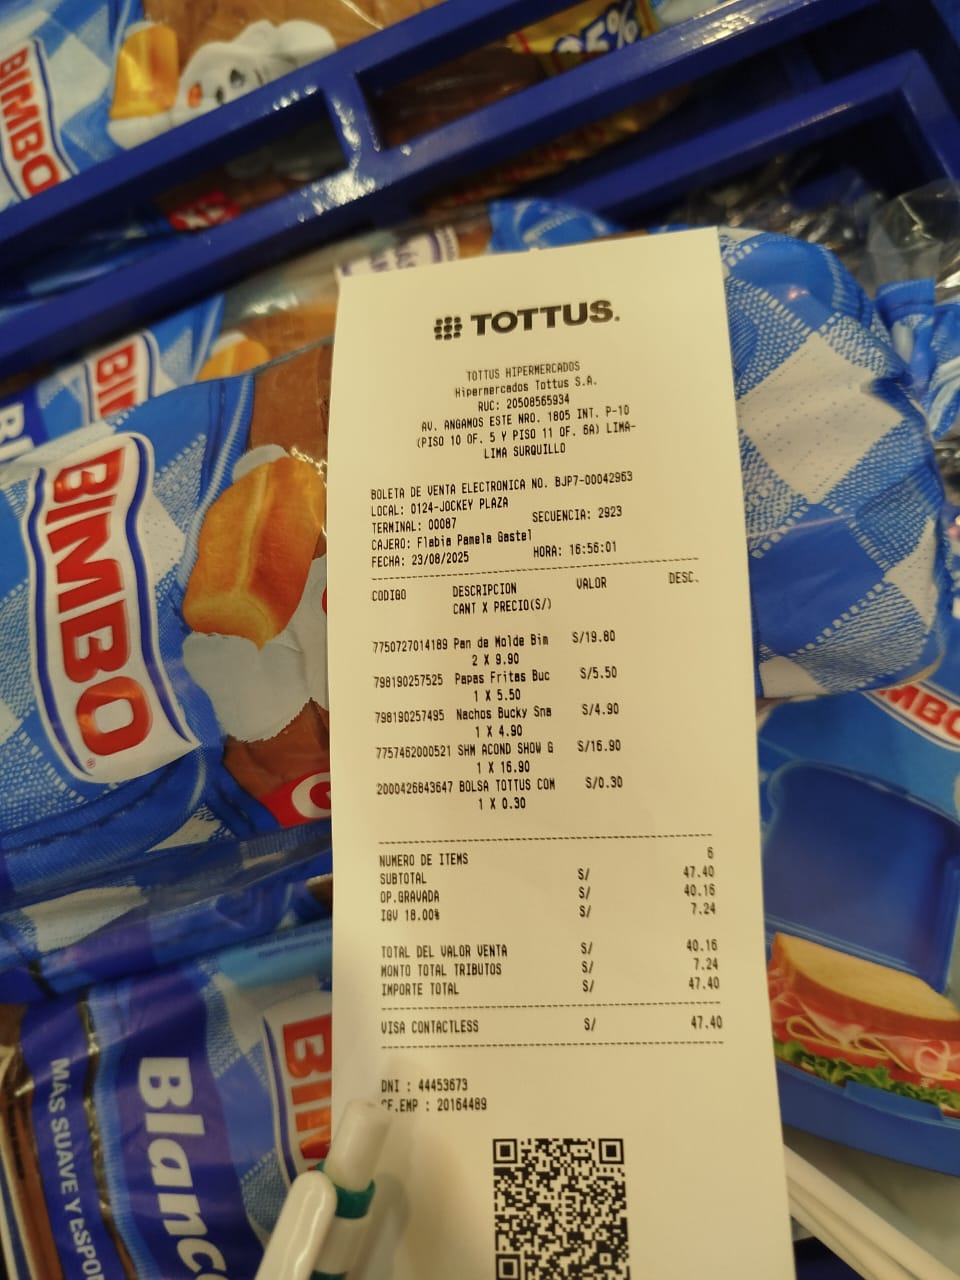 BIMBO
25%
BIMBO
TOTTUS.
TOTTUS HIPERMERCADOS
Hipermercados Tottus S.A.
RUC: 20508565934
AV. ANGAMOS ESTE NRO. 1805 INT. P-10
(PISO 10 OF. 5 Y PISO 11 OF. 6A) LIMA-
LIMA SURQUILLO
BOLETA DE VENTA ELECTRONICA NO. BJP7-00042963
LOCAL: 0124-JOCKEY PLAZA
TERMINAL: 00087 SECUENCIA: 2923
CAJERO: Flabia Pamela Gastel
FECHA: 23/08/2025 HORA: 16:56:01
CODIGO DESCRIPCION VALOR DESC.
CANT X PRECIO(S/)
7750727014189 Pan de Molde Bim S/19.80
2 X 9.90
798190257525 Papas Fritas Buc S/5.50
1 X 5.50
798190257495 Nachos Bucky Sna S/4.90
1 X 4.90
7757462000521 SHM ACOND SHOW G S/16.90
1 X 16.90
2000426843647 BOLSA TOTTUS COM S/0.30
1 X 0.30
NUMERO DE ITEMS 6
SUBTOTAL S/ 47.40
OP.GRAVADA S/ 40.16
IGV 18.00% S/ 7.24
TOTAL DEL VALOR VENTA S/ 40.16
MONTO TOTAL TRIBUTOS S/ 7.24
IMPORTE TOTAL S/ 47.40
VISA CONTACTLESS S/ 47.40
DNI : 44453673
CF.EMP : 20164489
Blanco
MÁS SUAVE Y ESPO